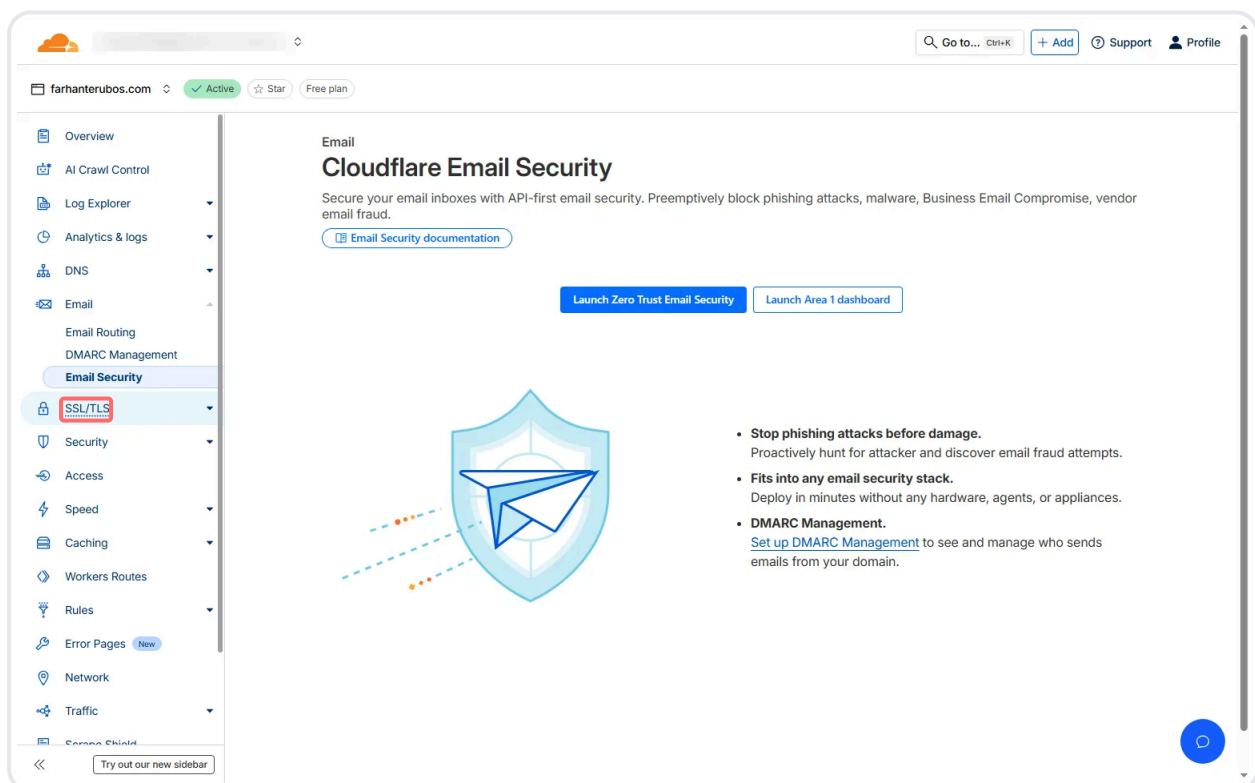 Go to... Ctrl+K
+ Add
Support
Profile
farhanterubos.com
Active
Star
Free plan
Overview
AI Crawl Control
Log Explorer
Analytics & logs
DNS
Email
Email Routing
DMARC Management
Email Security
SSL/TLS
Security
Access
Speed
Caching
Workers Routes
Rules
Error Pages New
Network
Traffic
Scrape Shield
Try out our new sidebar
Email
Cloudflare Email Security
Secure your email inboxes with API-first email security. Preemptively block phishing attacks, malware, Business Email Compromise, vendor
email fraud.
Email Security documentation
Launch Zero Trust Email Security
Launch Area 1 dashboard
• Stop phishing attacks before damage.
Proactively hunt for attacker and discover email fraud attempts.
• Fits into any email security stack.
Deploy in minutes without any hardware, agents, or appliances.
• DMARC Management.
Set up DMARC Management to see and manage who sends
emails from your domain.